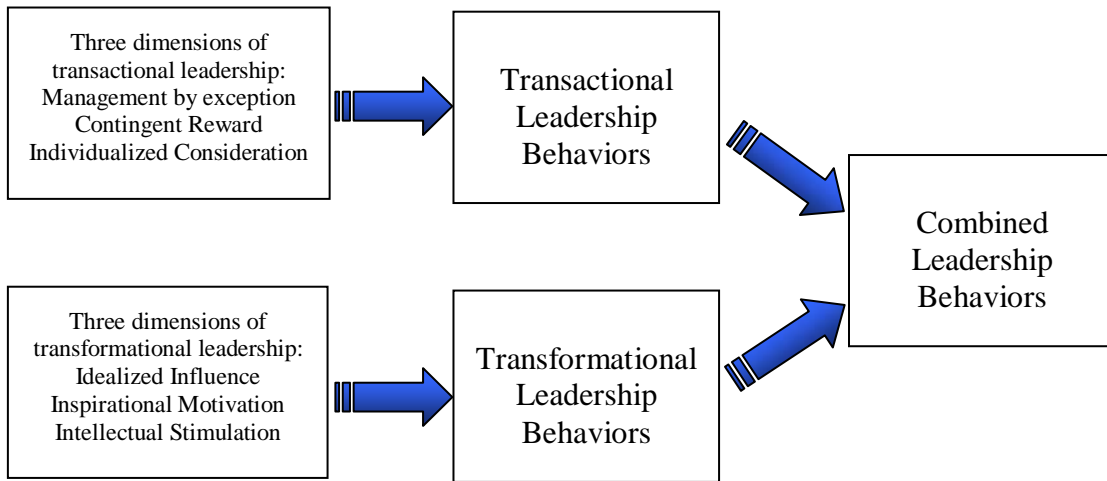 Three dimensions of
transactional leadership:
Management by exception
Contingent Reward
Individualized Consideration
Transactional
Leadership
Behaviors
Three dimensions of
transformational leadership:
Idealized Influence
Inspirational Motivation
Intellectual Stimulation
Transformational
Leadership
Behaviors
Combined
Leadership
Behaviors